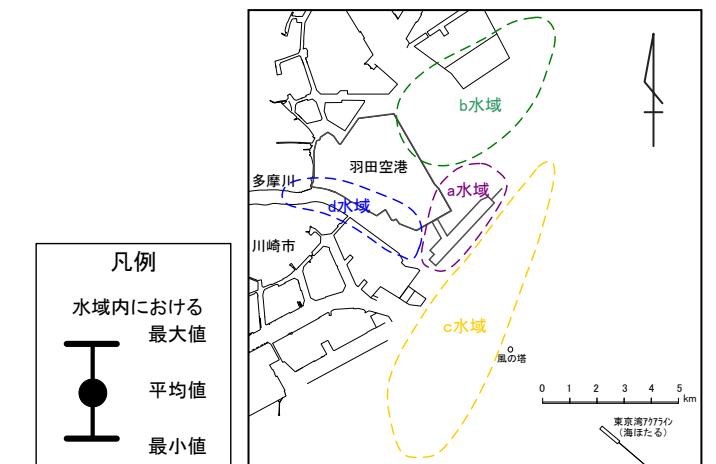 b水域
羽田空港
多摩川
a水域
d水域
川崎市
c水域
風の塔
0 1 2 3 4 5
km
東京湾アクアライン
(海ほたる)
凡例
水域内における
最大値
平均値
最小値